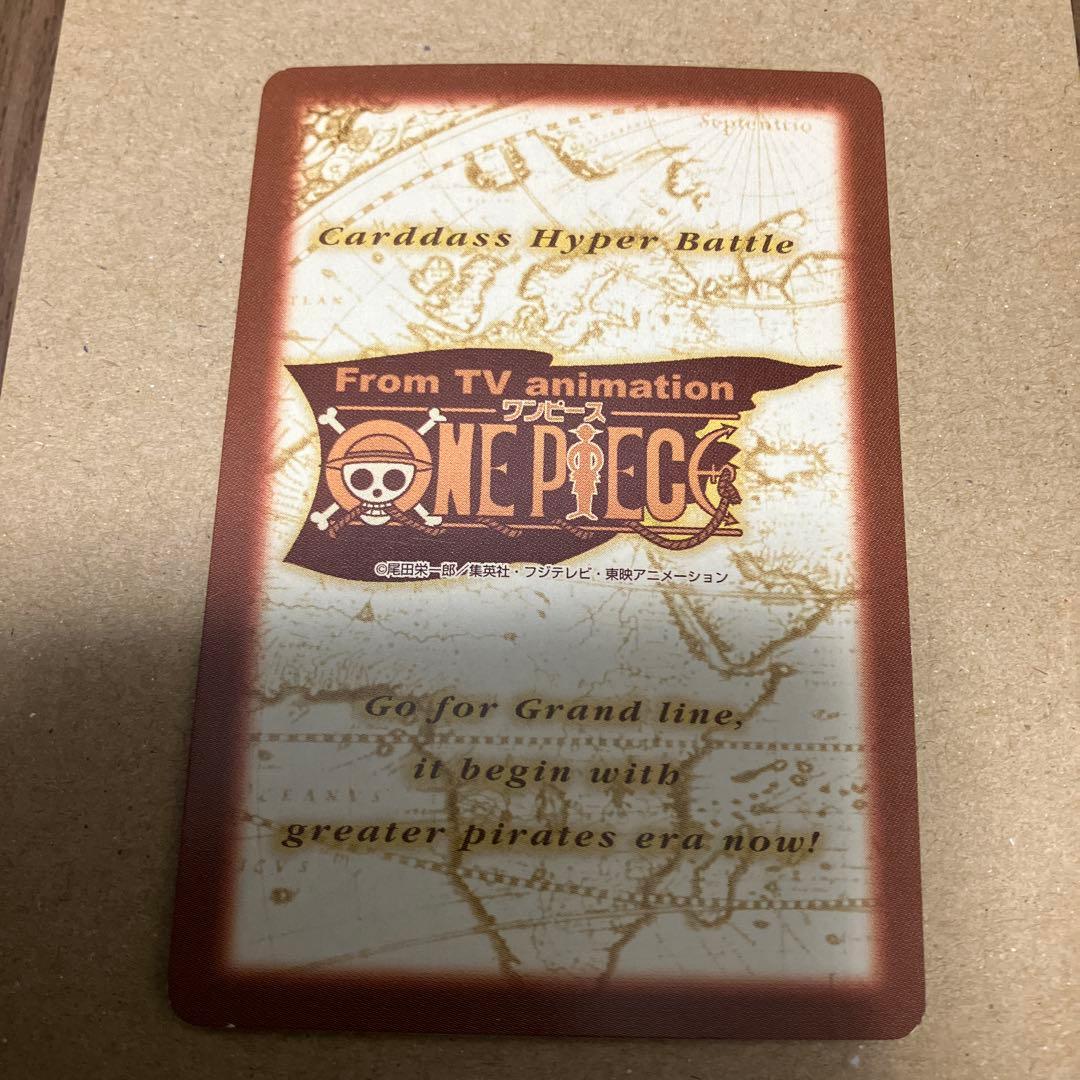 Septentrio
Carddass Hyper Battle
From TV animation
ワンピース
ONE PIECE
©尾田栄一郎／集英社・フジテレビ・東映アニメーション
Go for Grand line,
it begin with
greater pirates era now!